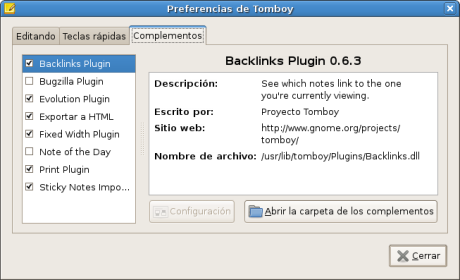 Preferencias de Tomboy
Editando
Teclas rápidas
Complementos
Backlinks Plugin
Bugzilla Plugin
Evolution Plugin
Exportar a HTML
Fixed Width Plugin
Note of the Day
Print Plugin
Sticky Notes Impo...
Backlinks Plugin 0.6.3
Descripción: See which notes link to the one
you're currently viewing.
Escrito por: Proyecto Tomboy
Sitio web: http://www.gnome.org/projects/
tomboy/
Nombre de archivo: /usr/lib/tomboy/Plugins/Backlinks.dll
Configuración
Abrir la carpeta de los complementos
Cerrar